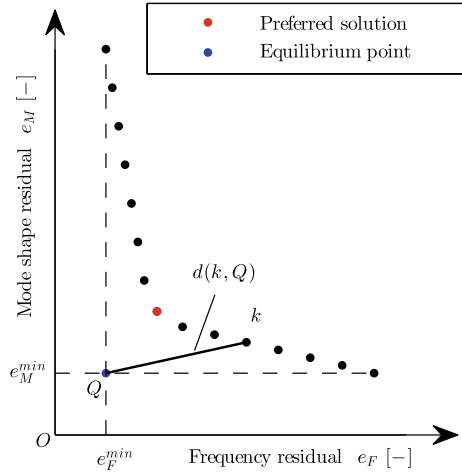 Preferred solution
Equilibrium point
Mode shape residual e_M [−]
d(k, Q)
k
e_M^{min}
Q
O
e_F^{min}
Frequency residual e_F [−]